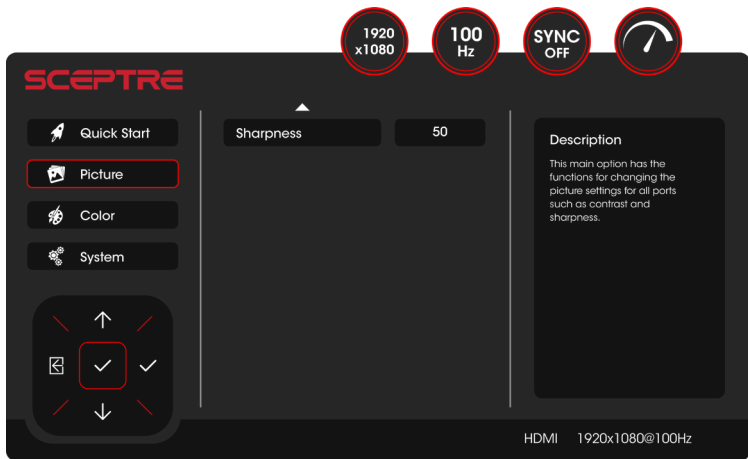 1920
x1080
100
Hz
SYNC
OFF
SCEPTRE
Quick Start
Picture
Color
System
Sharpness 50
Description
This main option has the
functions for changing the
picture settings for all ports
such as contrast and
sharpness.
HDMI 1920x1080@100Hz